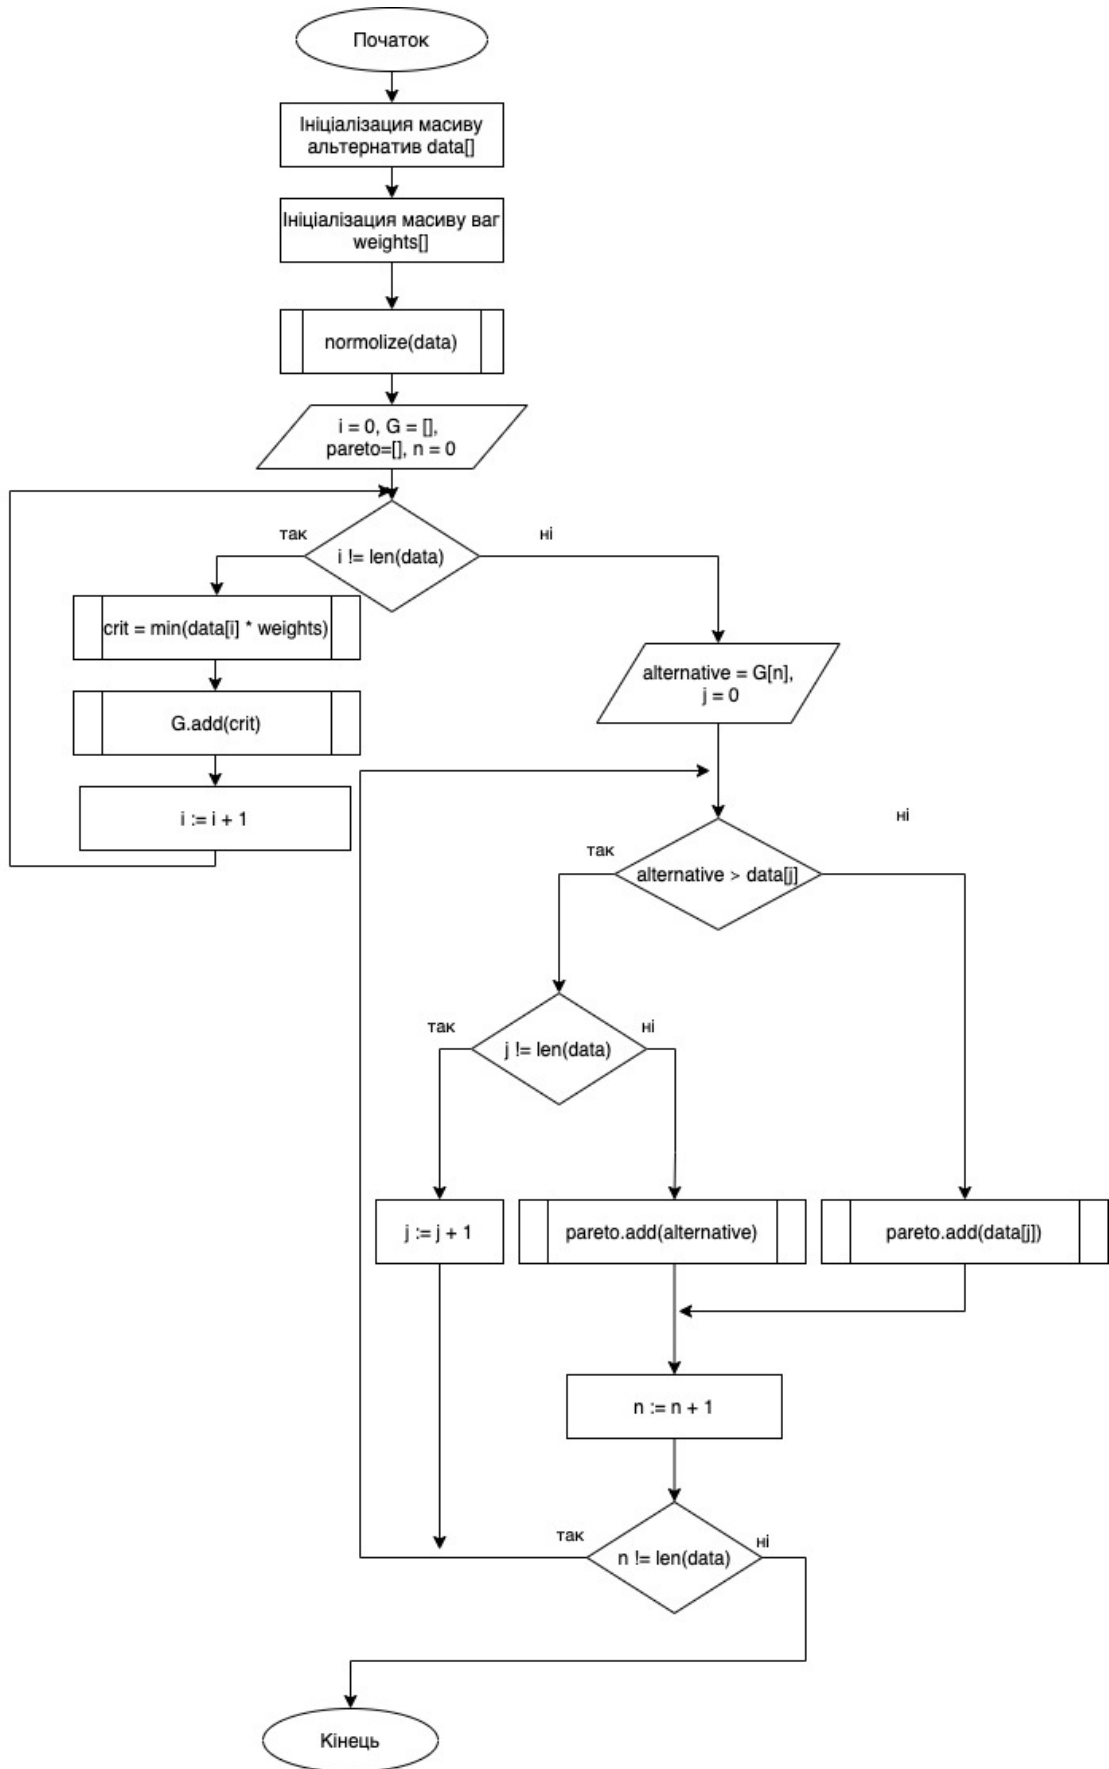 Початок
Ініціалізация масиву
альтернатив data[]
Ініціалізация масиву ваг
weights[]
normolize(data)
i = 0, G = [],
pareto=[], n = 0
так
ні
i != len(data)
crit = min(data[i] * weights)
G.add(crit)
i := i + 1
alternative = G[n],
j = 0
ні
так
alternative > data[j]
так
ні
j != len(data)
j := j + 1
pareto.add(alternative)
pareto.add(data[j])
n := n + 1
так
ні
n != len(data)
Кінець